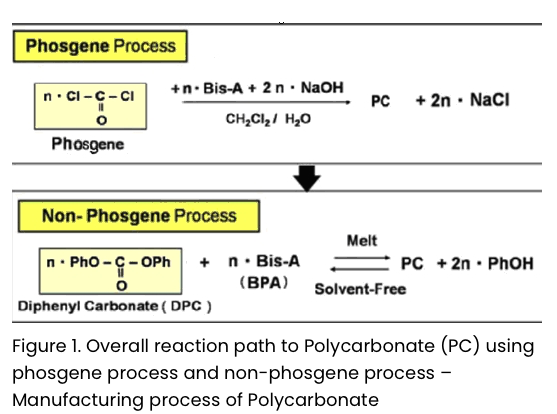 Phosgene Process
n · Cl – C – Cl
O
Phosgene
+n· Bis-A + 2 n · NaOH
CH₂Cl₂ / H₂O
PC + 2n · NaCl
Non- Phosgene Process
n · PhO – C – OPh
O
Diphenyl Carbonate ( DPC )
+ n · Bis-A
(BPA)
Melt
Solvent-Free
PC + 2n · PhOH
Figure 1. Overall reaction path to Polycarbonate (PC) using
phosgene process and non-phosgene process –
Manufacturing process of Polycarbonate